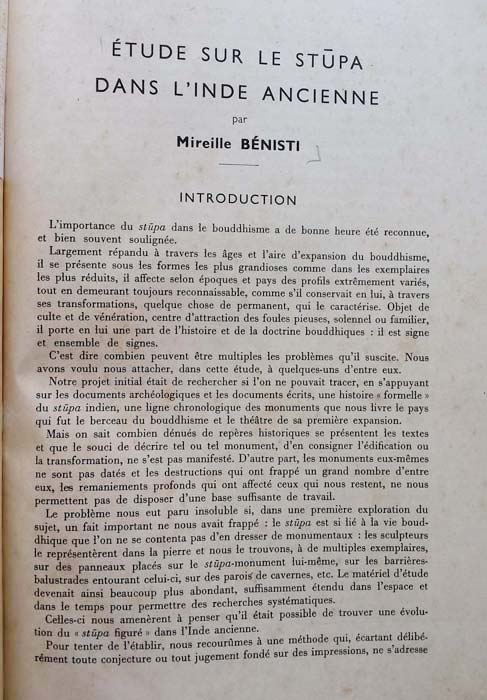 ÉTUDE SUR LE STŪPA
DANS L'INDE ANCIENNE
par
Mireille BÉNISTI
INTRODUCTION
L'importance du stūpa dans le bouddhisme a de bonne heure été reconnue,
et bien souvent soulignée.
Largement répandu à travers les âges et l'aire d'expansion du bouddhisme,
il se présente sous les formes les plus grandioses comme dans les exemplaires
les plus réduits, il affecte selon époques et pays des profils extrêmement variés,
tout en demeurant toujours reconnaissable, comme s'il conservait en lui, à travers
ses transformations, quelque chose de permanent, qui le caractérise. Objet de
culte et de vénération, centre d'attraction des foules pieuses, solennel ou familier,
il porte en lui une part de l'histoire et de la doctrine bouddhiques : il est signe
et ensemble de signes.
C'est dire combien peuvent être multiples les problèmes qu'il suscite. Nous
avons voulu nous attacher, dans cette étude, à quelques-uns d'entre eux.
Notre projet initial était de rechercher si l'on ne pouvait tracer, en s'appuyant
sur les documents archéologiques et les documents écrits, une histoire « formelle »
du stūpa indien, une ligne chronologique des monuments que nous livre le pays
qui fut le berceau du bouddhisme et le théâtre de sa première expansion.
Mais on sait combien dénués de repères historiques se présentent les textes
et que le souci de décrire tel ou tel monument, d'en consigner l'édification ou
la transformation, ne s'est pas manifesté. D'autre part, les monuments eux-mêmes
ne sont pas datés et les destructions qui ont frappé un grand nombre d'entre
eux, les remaniements profonds qui ont affecté ceux qui nous restent, ne nous
permettent pas de disposer d'une base suffisante de travail.
Le problème nous eut paru insoluble si, dans une première exploration du
sujet, un fait important ne nous avait frappé : le stūpa est si lié à la vie boud-
dhique que l'on ne se contenta pas d'en dresser de monumentaux : les sculpteurs
le représentèrent dans la pierre et nous le trouvons, à de multiples exemplaires,
sur des panneaux placés sur le stūpa-monument lui-même, sur les barrières-
balustrades entourant celui-ci, sur des parois de cavernes, etc. Le matériel d'étude
devenait ainsi beaucoup plus abondant, suffisamment étendu dans l'espace et
dans le temps pour permettre des recherches systématiques.
Celles-ci nous amenèrent à penser qu'il était possible de trouver une évolu-
tion du « stūpa figuré » dans l'Inde ancienne.
Pour tenter de l'établir, nous recourûmes à une méthode qui, écartant délibé-
rément toute conjecture ou tout jugement fondé sur des impressions, ne s'adresse